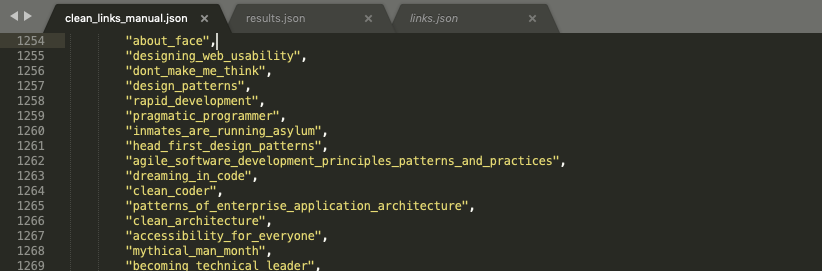 clean_links_manual.json × results.json × links.json ×
1254 "about_face",
1255 "designing_web_usability",
1256 "dont_make_me_think",
1257 "design_patterns",
1258 "rapid_development",
1259 "pragmatic_programmer",
1260 "inmates_are_running_asylum",
1261 "head_first_design_patterns",
1262 "agile_software_development_principles_patterns_and_practices",
1263 "dreaming_in_code",
1264 "clean_coder",
1265 "patterns_of_enterprise_application_architecture",
1266 "clean_architecture",
1267 "accessibility_for_everyone",
1268 "mythical_man_month",
1269 "becoming_technical_leader",